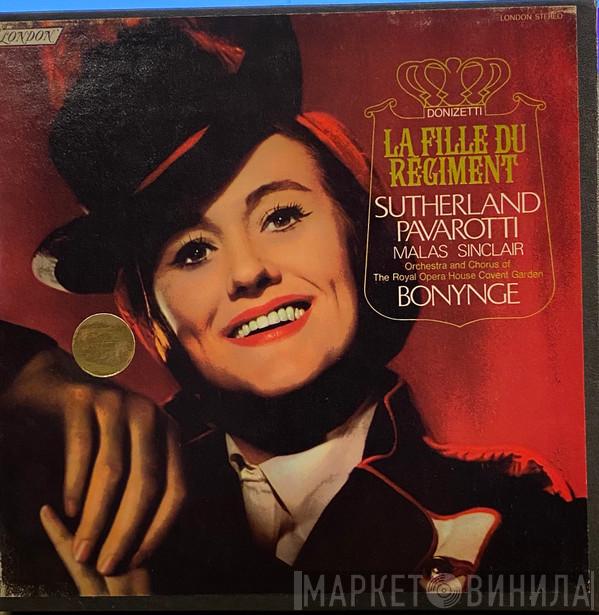 LONDON
LONDON STEREO
DONIZETTI
LA FILLE DU
RÉGIMENT
SUTHERLAND
PAVAROTTI
MALAS SINCLAIR
Orchestra and Chorus of
The Royal Opera House Covent Garden
BONYNGE
МАРКЕТ ВИНИЛА